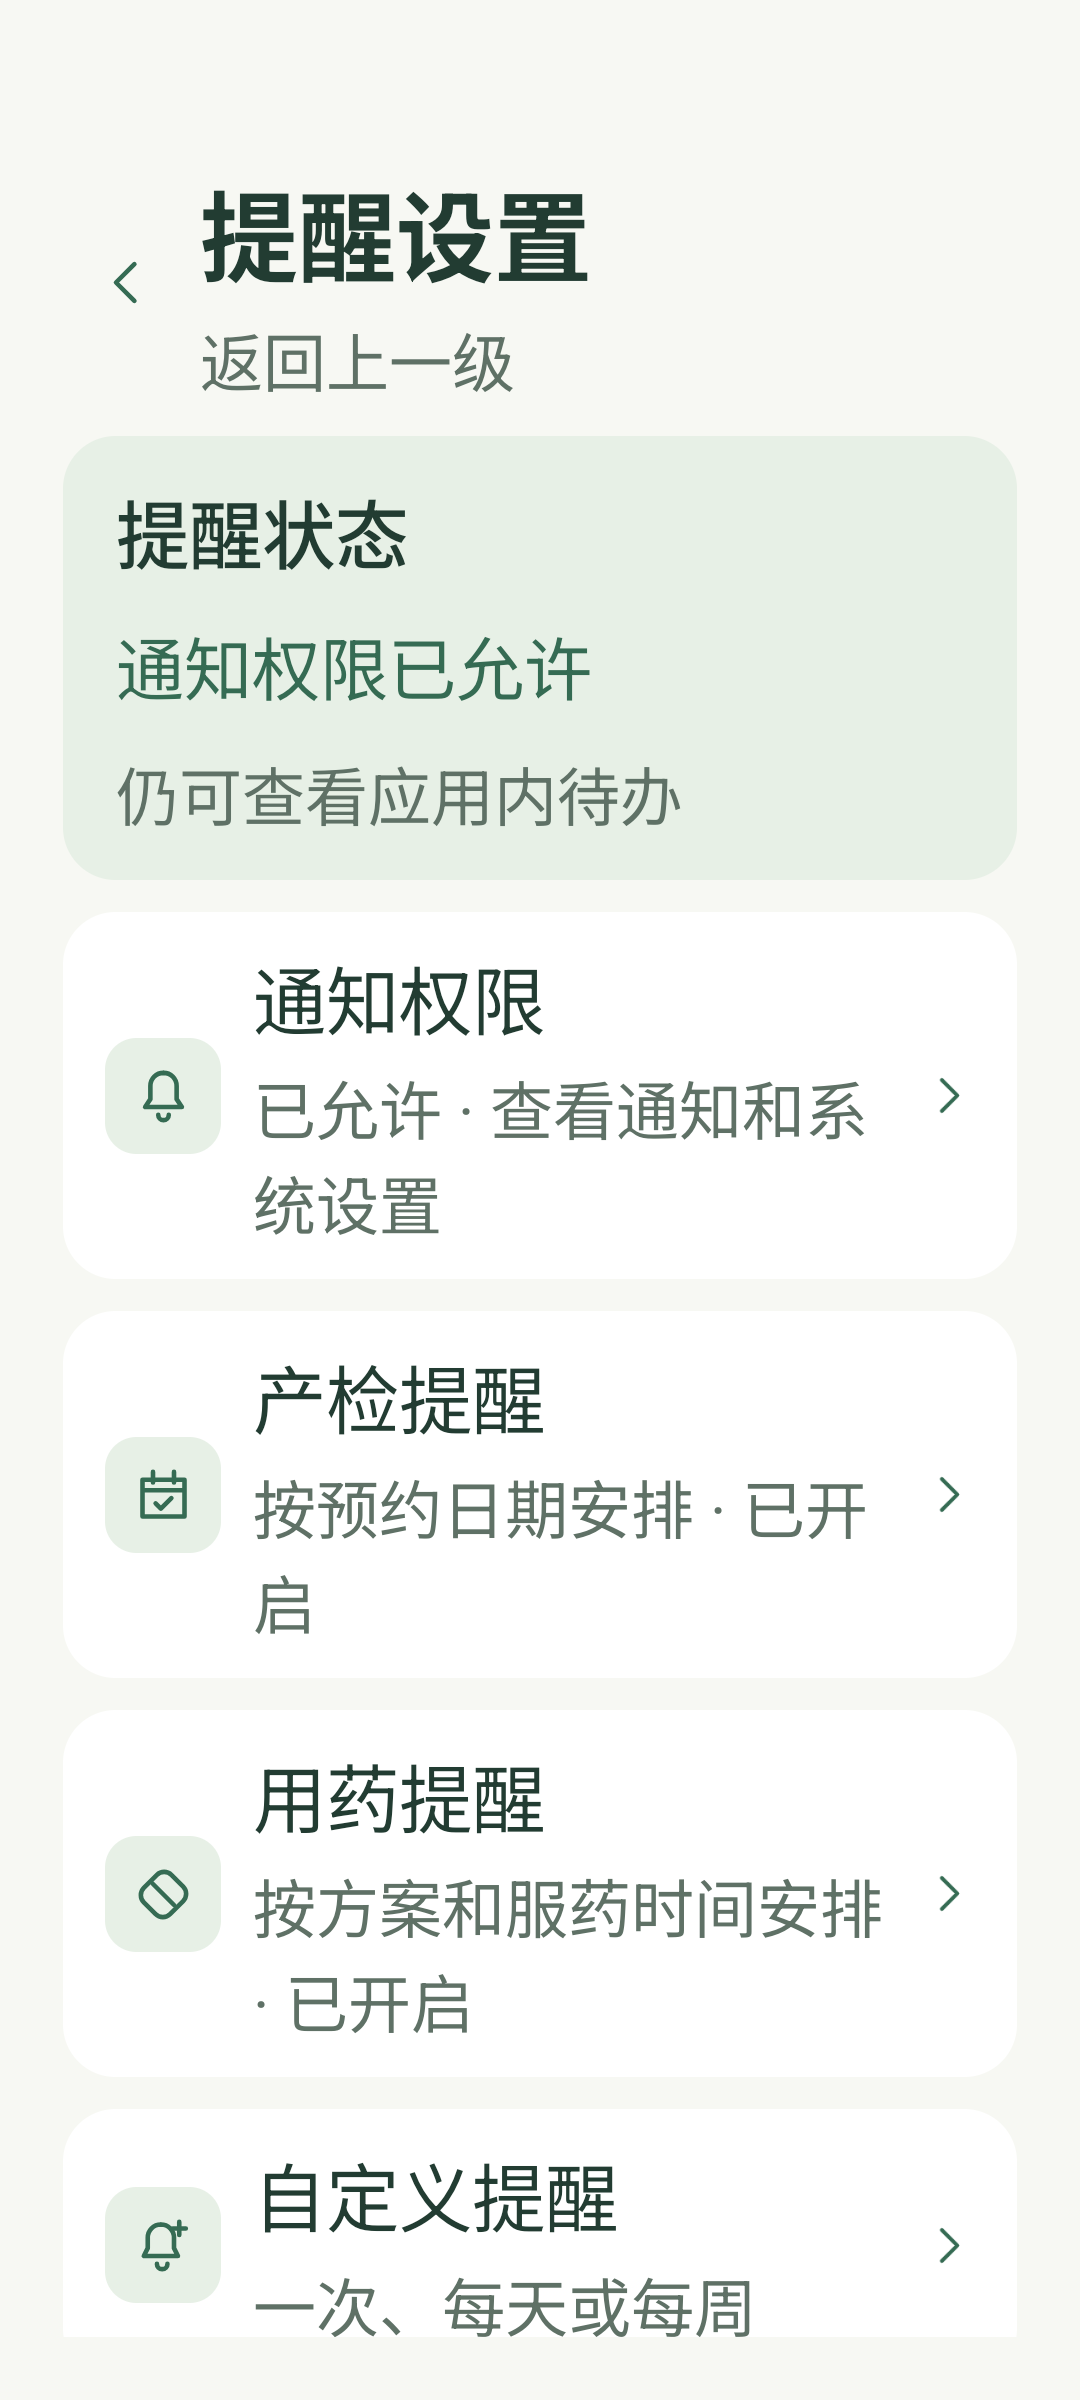 提醒设置
返回上一级
提醒状态
通知权限已允许
仍可查看应用内待办
通知权限
已允许 · 查看通知和系
统设置
产检提醒
按预约日期安排 · 已开
启
用药提醒
按方案和服药时间安排
· 已开启
自定义提醒
一次、每天或每周